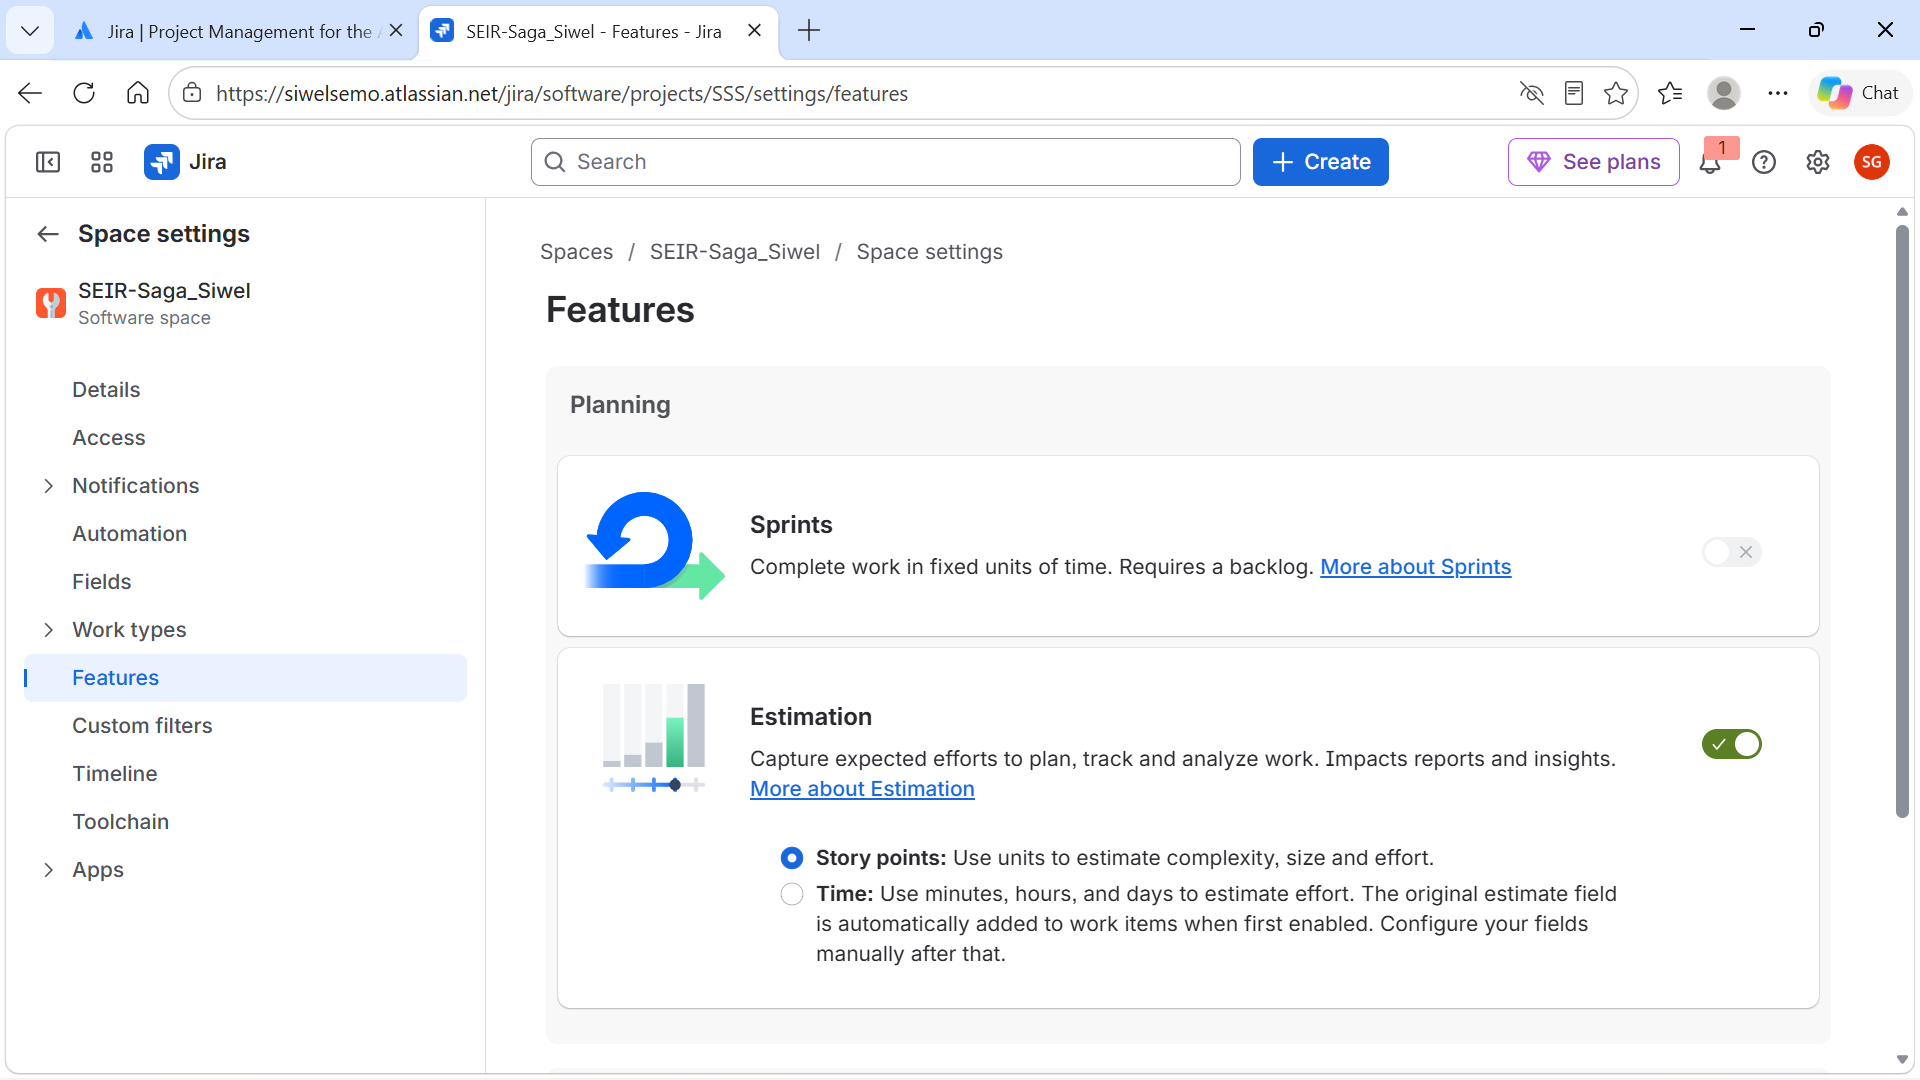 Jira | Project Management for the
SEIR-Saga_Siwel - Features - Jira
https://siwelsemo.atlassian.net/jira/software/projects/SSS/settings/features
Chat
Jira
Search
Create
See plans
1
SG
Space settings
SEIR-Saga_Siwel
Software space
Details
Access
Notifications
Automation
Fields
Work types
Features
Custom filters
Timeline
Toolchain
Apps
Spaces / SEIR-Saga_Siwel / Space settings
Features
Planning
Sprints
Complete work in fixed units of time. Requires a backlog. More about Sprints
Estimation
Capture expected efforts to plan, track and analyze work. Impacts reports and insights.
More about Estimation
Story points: Use units to estimate complexity, size and effort.
Time: Use minutes, hours, and days to estimate effort. The original estimate field
is automatically added to work items when first enabled. Configure your fields
manually after that.